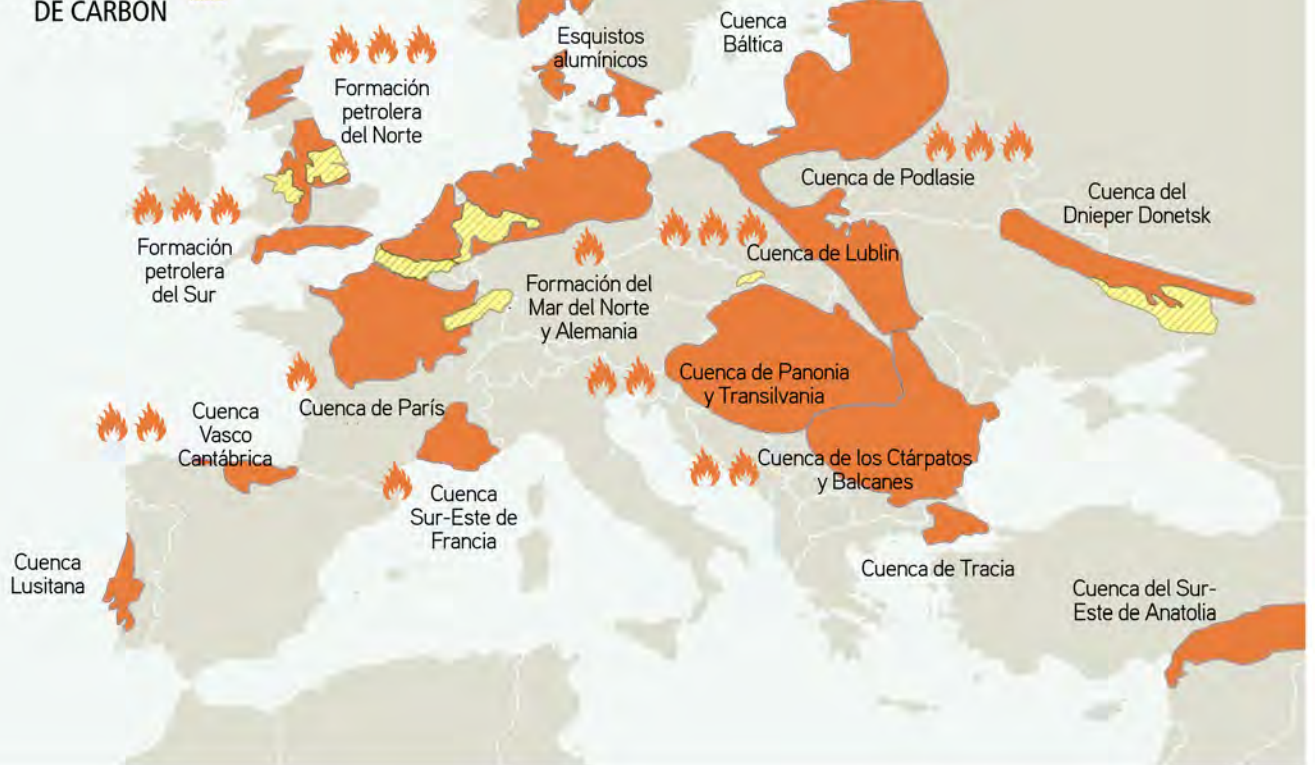 DE CARBÓN
Esquistos
alumínicos
Cuenca
Báltica
Formación
petrolera
del Norte
Cuenca de Podlasie
Cuenca del
Dnieper Donetsk
Formación
petrolera
del Sur
Cuenca de Lublin
Formación del
Mar del Norte
y Alemania
Cuenca de Panonia
y Transilvania
Cuenca de París
Cuenca
Vasco
Cantábrica
Cuenca de los Ctárpatos
y Balcanes
Cuenca
Sur-Este de
Francia
Cuenca
Lusitana
Cuenca de Tracia
Cuenca del Sur-
Este de Anatolia